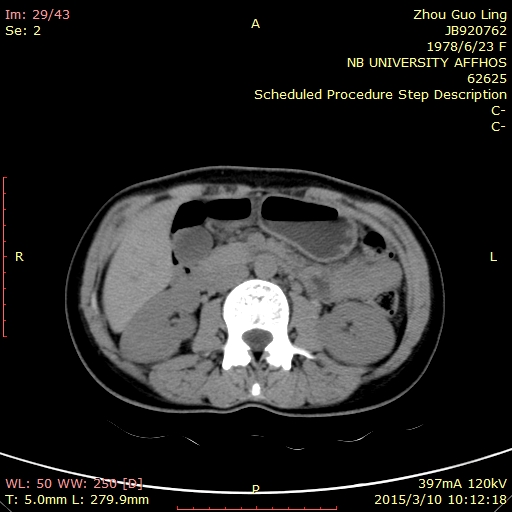 Im: 29/43
Se: 2
A
Zhou Guo Ling
JB920762
1978/6/23 F
NB UNIVERSITY AFFHOS
62625
Scheduled Procedure Step Description
C-
C-
R
L
WL: 50 WW: 250 [D]
T: 5.0mm L: 279.9mm
P
397mA 120kV
2015/3/10 10:12:18